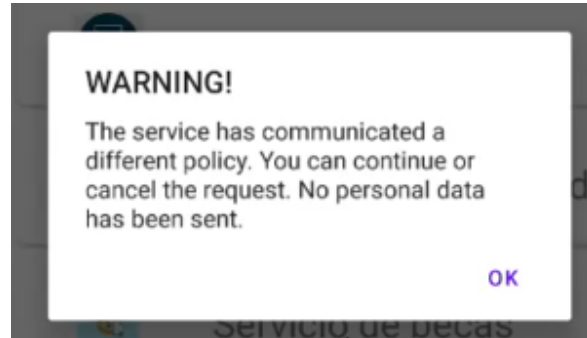 WARNING!
The service has communicated a
different policy. You can continue or
cancel the request. No personal data
has been sent.
OK
Servicio de becas